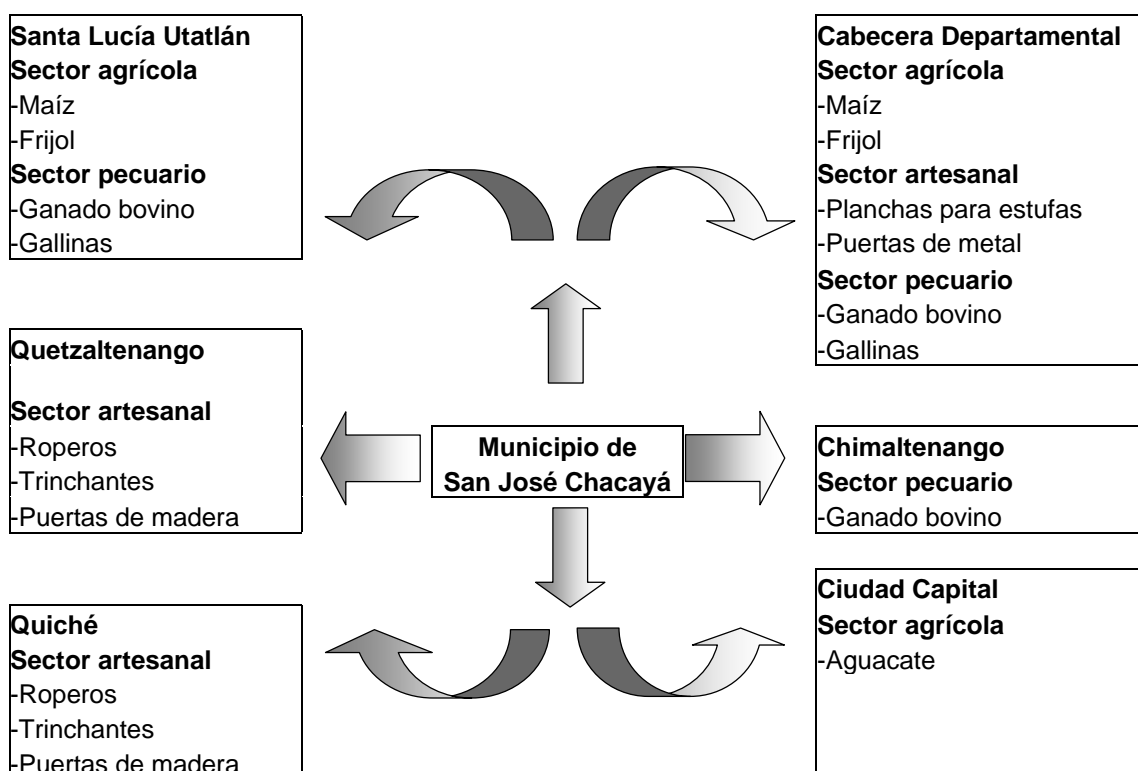 Santa Lucía Utatlán
Sector agrícola
-Maíz
-Frijol
Sector pecuario
-Ganado bovino
-Gallinas
Cabecera Departamental
Sector agrícola
-Maíz
-Frijol
Sector artesanal
-Planchas para estufas
-Puertas de metal
Sector pecuario
-Ganado bovino
-Gallinas
Quetzaltenango
Sector artesanal
-Roperos
-Trinchantes
-Puertas de madera
Municipio de
San José Chacayá
Chimaltenango
Sector pecuario
-Ganado bovino
Quiché
Sector artesanal
-Roperos
-Trinchantes
-Puertas de madera
Ciudad Capital
Sector agrícola
-Aguacate